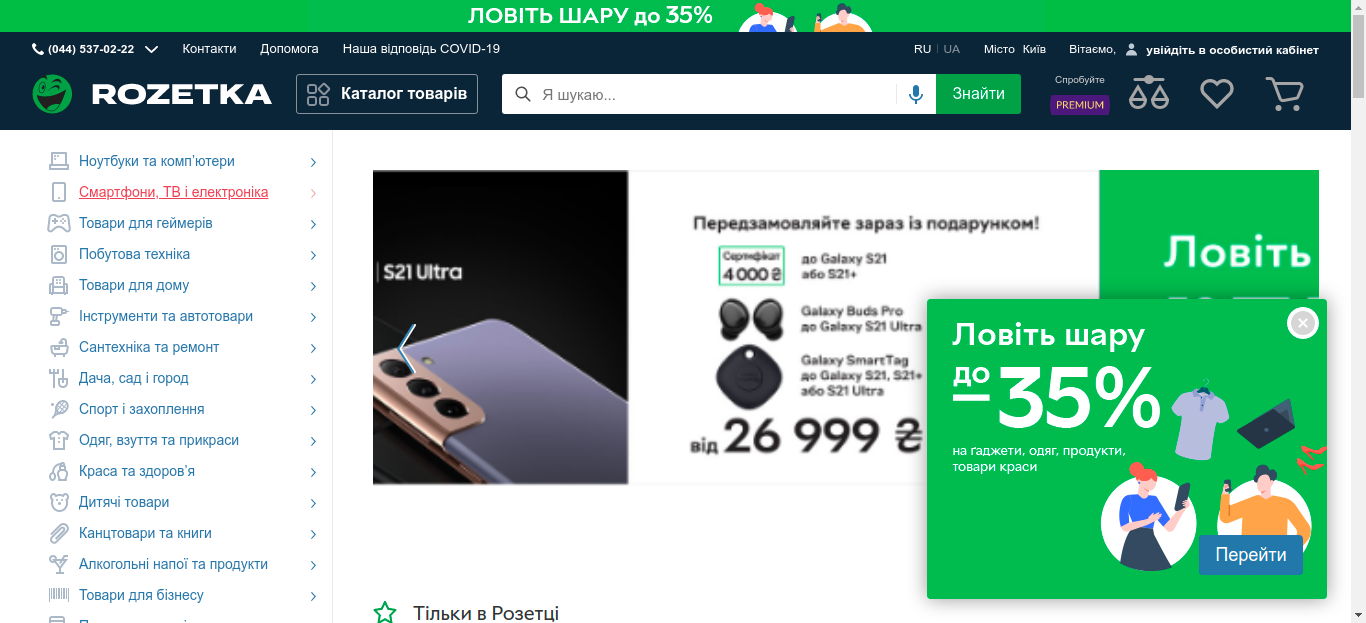 ЛОВІТЬ ШАРУ до 35%
(044) 537-02-22 Контакти Допомога Наша відповідь COVID-19 RU UA Місто Київ Вітаємо, увійдіть в особистий кабінет
ROZETKA Каталог товарів Я шукаю... Знайти Спробуйте
PREMIUM
Ноутбуки та комп’ютери
Смартфони, ТВ і електроніка
Товари для геймерів
Побутова техніка
Товари для дому
Інструменти та автотовари
Сантехніка та ремонт
Дача, сад і город
Спорт і захоплення
Одяг, взуття та прикраси
Краса та здоров'я
Дитячі товари
Канцтовари та книги
Алкогольні напої та продукти
Товари для бізнесу
S21 Ultra
Передзамовляйте зараз із подарунком!
Сертифікат
4 000 ₴
до Galaxy S21
або S21+
Galaxy Buds Pro
до Galaxy S21 Ultra
Galaxy SmartTag
до Galaxy S21, S21+
або S21 Ultra
від 26 999 ₴
Ловіть
Ловіть шару
до
–35%
на ґаджети, одяг, продукти,
товари краси
Перейти
Тільки в Розетці